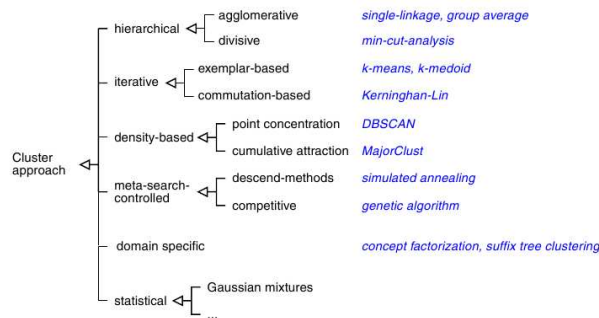 agglomerative single-linkage, group average
hierarchical
divisive min-cut-analysis
exemplar-based k-means, k-medoid
iterative
commutation-based Kerninghan-Lin
point concentration DBSCAN
density-based
cumulative attraction MajorClust
Cluster
approach
descend-methods simulated annealing
meta-search-
controlled
competitive genetic algorithm
domain specific concept factorization, suffix tree clustering
Gaussian mixtures
statistical
...